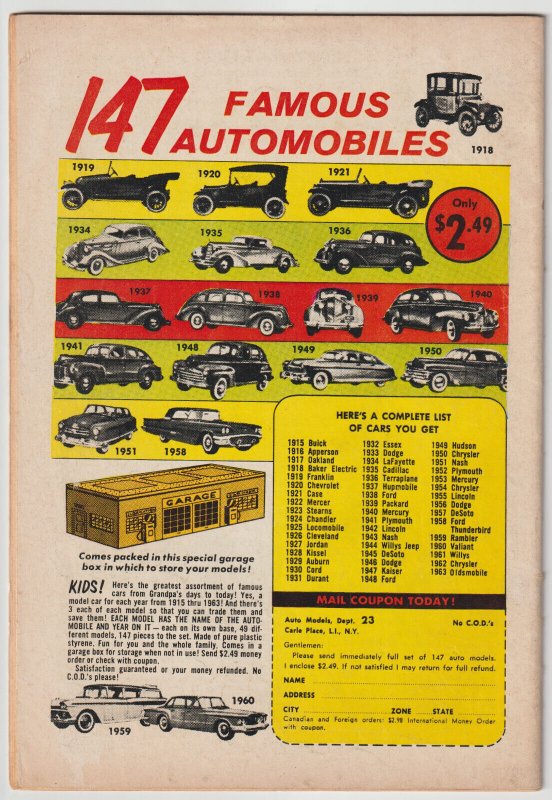 147 FAMOUS
AUTOMOBILES
1918
1919
1920
1921
Only
$2.49
1934
1935
1936
1937
1938
1939
1940
1941
1948
1949
1950
1951
1958
GARAGE
Comes packed in this special garage
box in which to store your models!
KIDS! Here's the greatest assortment of famous
cars from Grandpa's days to today! Yes, a
model car for each year from 1915 thru 1963! And there's
3 each of each model so that you can trade them and
save them! EACH MODEL HAS THE NAME OF THE AUTO-
MOBILE AND YEAR ON IT — each on its own base, 49 dif-
ferent models, 147 pieces to the set. Made of pure plastic
styrene. Fun for you and the whole family. Comes in a
garage box for storage when not in use! Send $2.49 money
order or check with coupon.
Satisfaction guaranteed or your money refunded. No
C.O.D.'s please!
1959
1960
HERE'S A COMPLETE LIST
OF CARS YOU GET
1915 Buick
1916 Apperson
1917 Oakland
1918 Baker Electric
1919 Franklin
1920 Chevrolet
1921 Case
1922 Mercer
1923 Stearns
1924 Chandler
1925 Locomobile
1926 Cleveland
1927 Jordan
1928 Kissel
1929 Auburn
1930 Cord
1931 Durant
1932 Essex
1933 Dodge
1934 LaFayette
1935 Cadillac
1936 Terraplane
1937 Hupmobile
1938 Ford
1939 Packard
1940 Mercury
1941 Plymouth
1942 Lincoln
1943 Nash
1944 Willys Jeep
1945 DeSoto
1946 Dodge
1947 Kaiser
1948 Ford
1949 Hudson
1950 Chrysler
1951 Nash
1952 Plymouth
1953 Mercury
1954 Chrysler
1955 Lincoln
1956 Dodge
1957 DeSoto
1958 Ford
Thunderbird
1959 Rambler
1960 Valiant
1961 Willys
1962 Chrysler
1963 Oldsmobile
MAIL COUPON TODAY!
Auto Models, Dept. 23 No C.O.D.'s
Carle Place, L.I., N.Y.
Gentlemen:
Please send immediately full set of 147 auto models.
I enclose $2.49. If not satisfied I may return for full refund.
NAME
ADDRESS
CITY ZONE STATE
Canadian and Foreign orders: $2.98 International Money Order
with coupon.